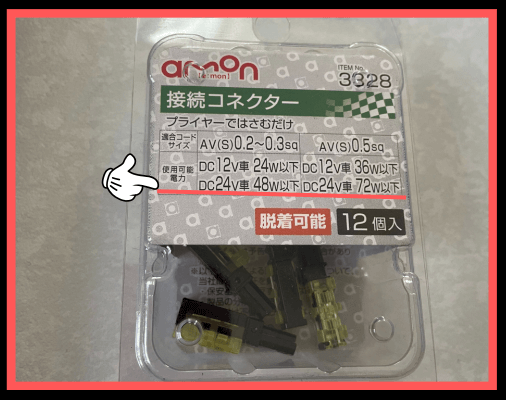 amon
[a:mon]
ITEM No.
3328
接続コネクター
プライヤーではさむだけ
適合コードサイズ AV(S)0.2~0.3sq AV(S)0.5sq
使用可能電力 DC12V車 24W以下 DC12V車 36W以下
DC24V車 48W以下 DC24V車 72W以下
脱着可能 12個入